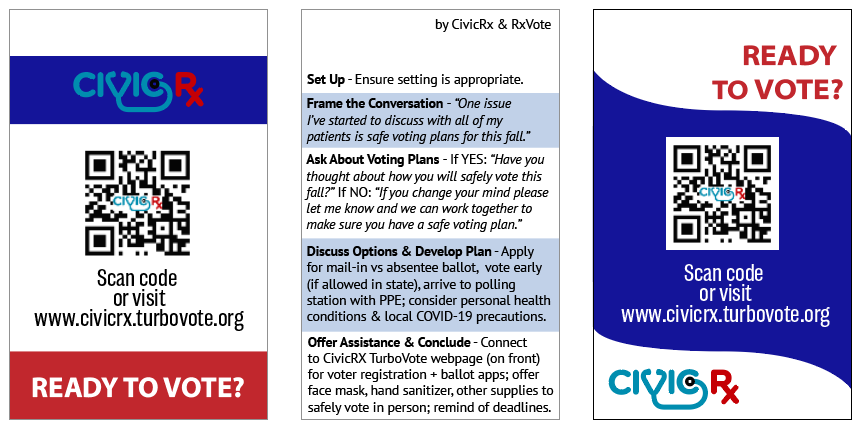 CIVIC Rx
CIVIC Rx
Scan code
or visit
www.civicrx.turbovote.org
READY TO VOTE?
by CivicRx & RxVote
Set Up - Ensure setting is appropriate.
Frame the Conversation - “One issue
I’ve started to discuss with all of my
patients is safe voting plans for this fall.”
Ask About Voting Plans - If YES: “Have you
thought about how you will safely vote this
fall?” If NO: “If you change your mind please
let me know and we can work together to
make sure you have a safe voting plan.”
Discuss Options & Develop Plan - Apply
for mail-in vs absentee ballot, vote early
(if allowed in state), arrive to polling
station with PPE; consider personal health
conditions & local COVID-19 precautions.
Offer Assistance & Conclude - Connect
to CivicRX TurboVote webpage (on front)
for voter registration + ballot apps; offer
face mask, hand sanitizer, other supplies to
safely vote in person; remind of deadlines.
READY
TO VOTE?
CIVIC Rx
Scan code
or visit
www.civicrx.turbovote.org
CIVIC Rx